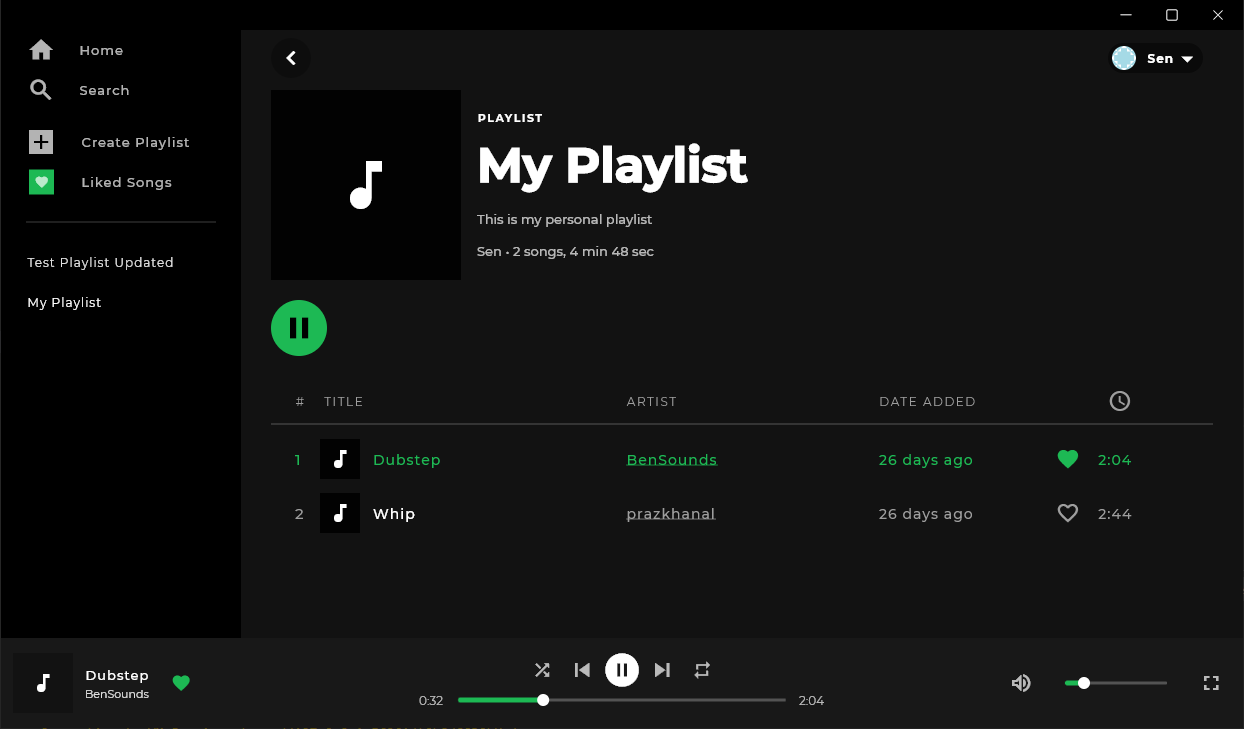 Home
Search
Create Playlist
Liked Songs
Test Playlist Updated
My Playlist
Sen
PLAYLIST
My Playlist
This is my personal playlist
Sen • 2 songs, 4 min 48 sec
# TITLE ARTIST DATE ADDED
1 Dubstep BenSounds 26 days ago 2:04
2 Whip prazkhanal 26 days ago 2:44
Dubstep
BenSounds
0:32 2:04